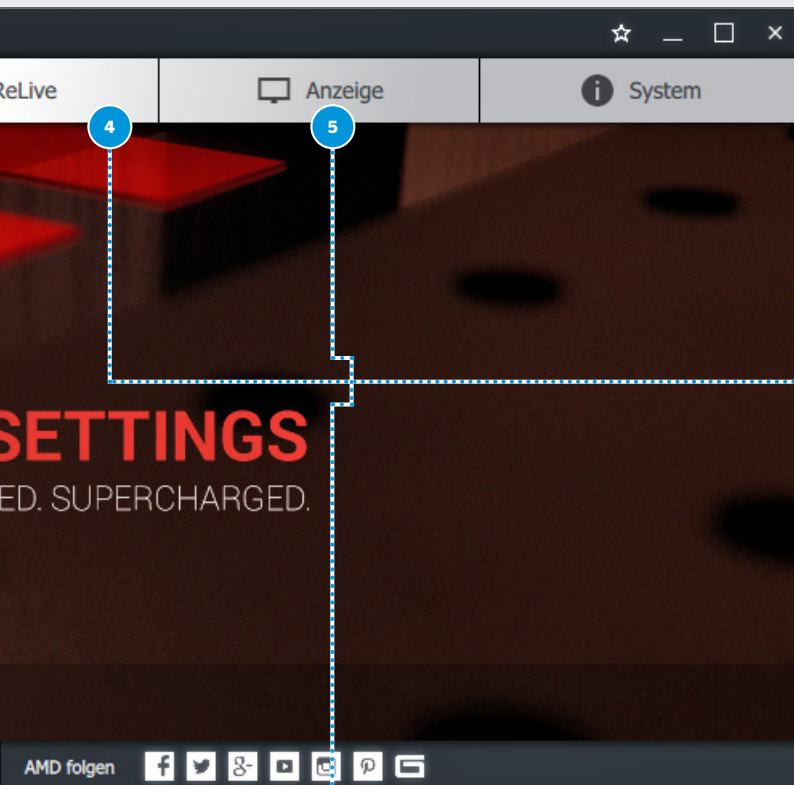 ReLive
Anzeige
System
4
5
SETTINGS
ED. SUPERCHARGED.
AMD folgen